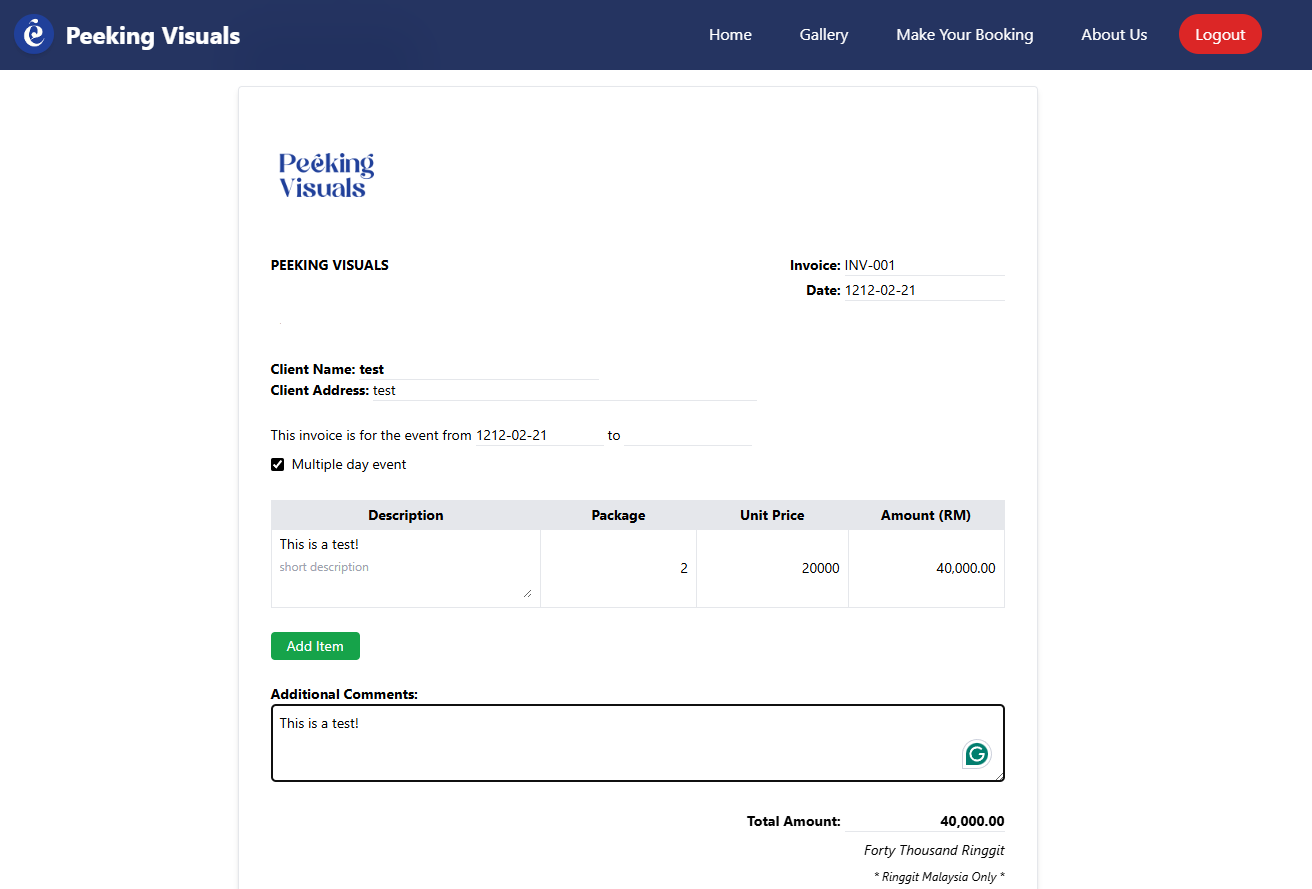 Peeking Visuals
Home
Gallery
Make Your Booking
About Us
Logout
Peeking
Visuals
PEEKING VISUALS
Invoice: INV-001
Date: 1212-02-21
Client Name: test
Client Address: test
This invoice is for the event from 1212-02-21 to
Multiple day event
Description Package Unit Price Amount (RM)
This is a test!
short description
2 20000 40,000.00
Add Item
Additional Comments:
This is a test!
Total Amount: 40,000.00
Forty Thousand Ringgit
* Ringgit Malaysia Only *